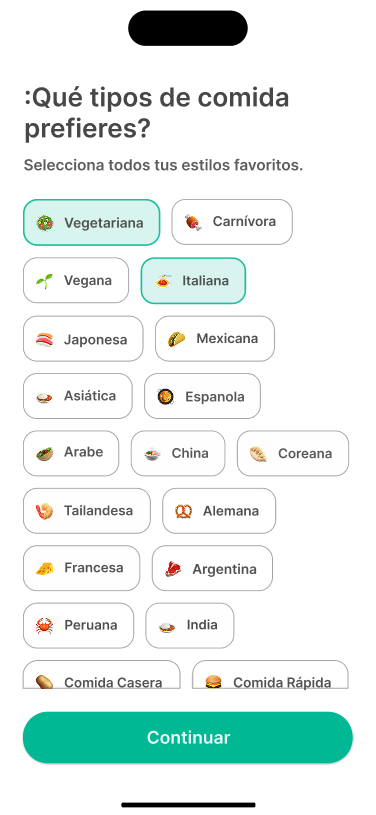 :Qué tipos de comida
prefieres?
Selecciona todos tus estilos favoritos.
Vegetariana
Carnívora
Vegana
Italiana
Japonesa
Mexicana
Asiática
Espanola
Arabe
China
Coreana
Tailandesa
Alemana
Francesa
Argentina
Peruana
India
Comida Casera
Comida Rápida
Continuar